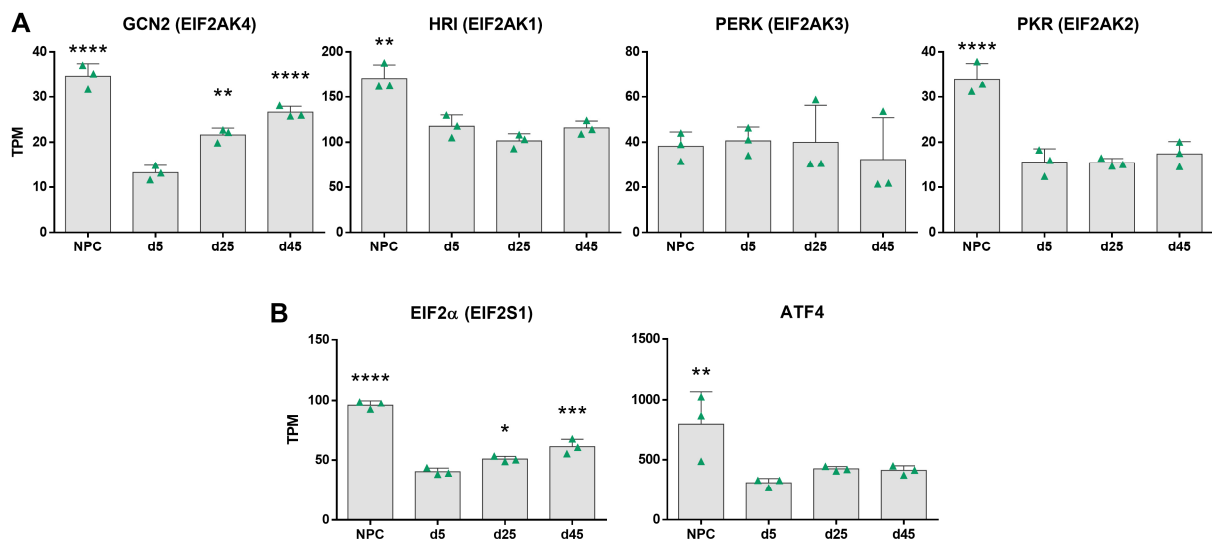 A
GCN2 (EIF2AK4)
HRI (EIF2AK1)
PERK (EIF2AK3)
PKR (EIF2AK2)
TPM
40
30
20
10
0
****
**
****
NPC
d5
d25
d45
200
150
100
50
0
**
NPC
d5
d25
d45
80
60
40
20
0
NPC
d5
d25
d45
40
30
20
10
0
****
NPC
d5
d25
d45
B
EIF2α (EIF2S1)
ATF4
TPM
150
100
50
0
****
*
***
NPC
d5
d25
d45
1500
1000
500
0
**
NPC
d5
d25
d45